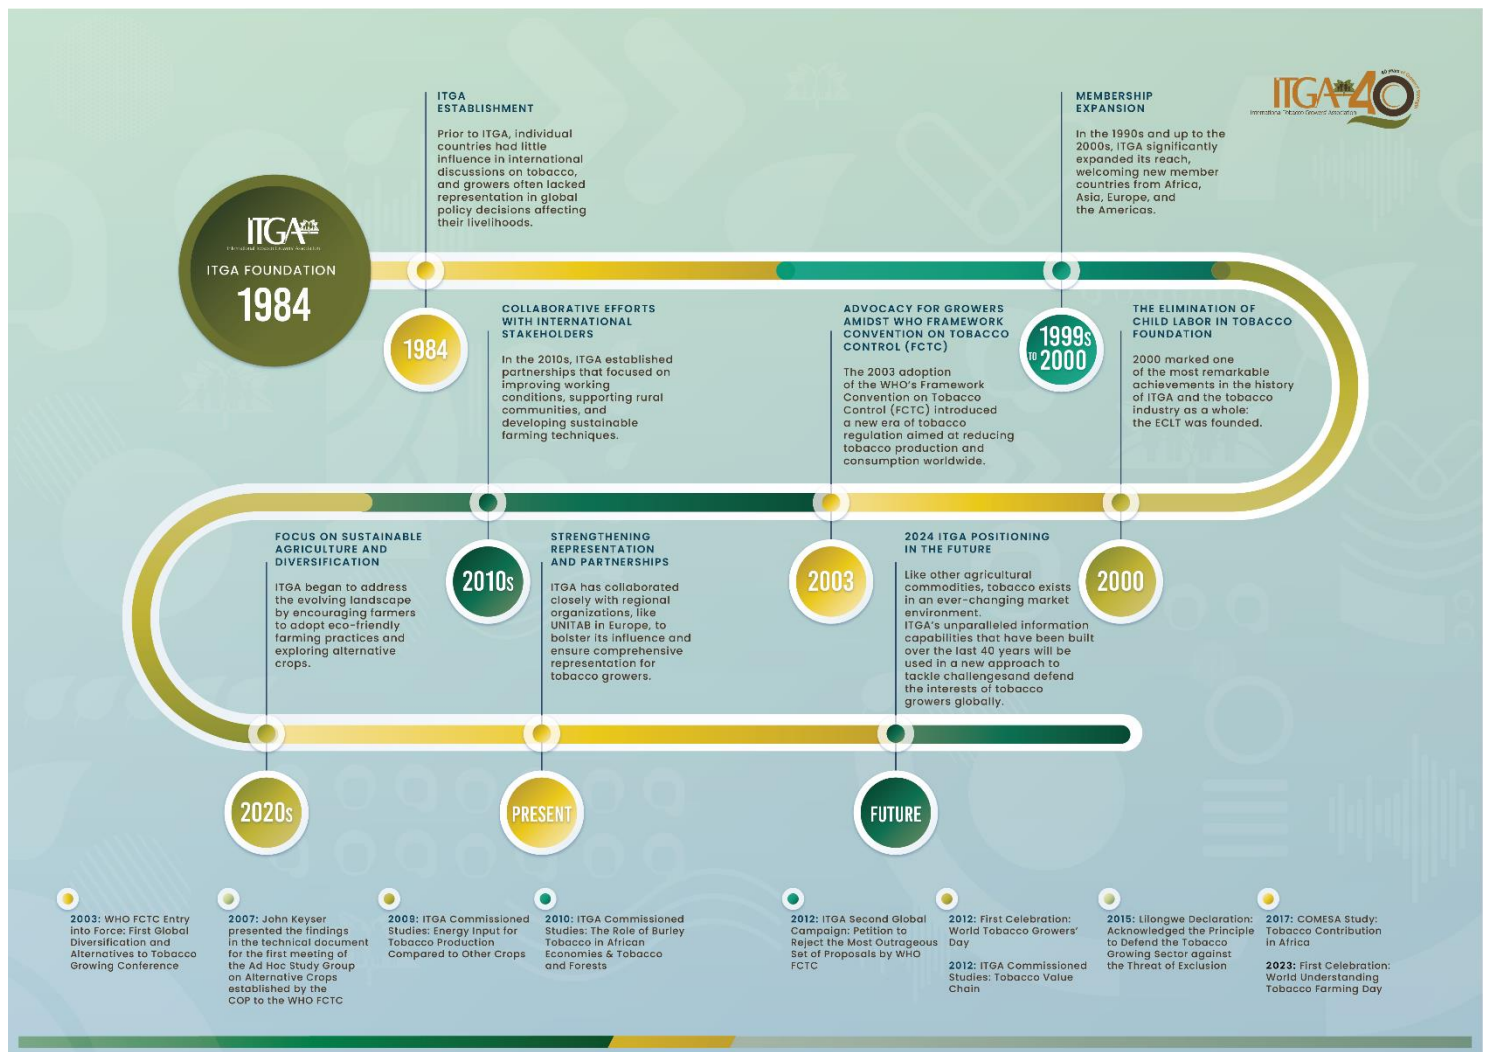 ITGA
ESTABLISHMENT
Prior to ITGA, individual
countries had little
influence in international
discussions on tobacco,
and growers often lacked
representation in global
policy decisions affecting
their livelihoods.
MEMBERSHIP
EXPANSION
In the 1990s and up to the
2000s, ITGA significantly
expanded its reach,
welcoming new member
countries from Africa,
Asia, Europe, and
the Americas.
ITGA 40
International Tobacco Growers' Association
ITGA
International Tobacco Growers' Association
ITGA FOUNDATION
1984
1984
COLLABORATIVE EFFORTS
WITH INTERNATIONAL
STAKEHOLDERS
In the 2010s, ITGA established
partnerships that focused on
improving working
conditions, supporting rural
communities, and
developing sustainable
farming techniques.
ADVOCACY FOR GROWERS
AMIDST WHO FRAMEWORK
CONVENTION ON TOBACCO
CONTROL (FCTC)
The 2003 adoption
of the WHO's Framework
Convention on Tobacco
Control (FCTC) introduced
a new era of tobacco
regulation aimed at reducing
tobacco production and
consumption worldwide.
1999s
TO 2000
THE ELIMINATION OF
CHILD LABOR IN TOBACCO
FOUNDATION
2000 marked one
of the most remarkable
achievements in the history
of ITGA and the tobacco
industry as a whole:
the ECLT was founded.
FOCUS ON SUSTAINABLE
AGRICULTURE AND
DIVERSIFICATION
ITGA began to address
the evolving landscape
by encouraging farmers
to adopt eco-friendly
farming practices and
exploring alternative
crops.
2010s
STRENGTHENING
REPRESENTATION
AND PARTNERSHIPS
ITGA has collaborated
closely with regional
organizations, like
UNITAB in Europe, to
bolster its influence and
ensure comprehensive
representation for
tobacco growers.
2003
2024 ITGA POSITIONING
IN THE FUTURE
Like other agricultural
commodities, tobacco exists
in an ever-changing market
environment.
ITGA's unparalleled information
capabilities that have been built
over the last 40 years will be
used in a new approach to
tackle challengesand defend
the interests of tobacco
growers globally.
2000
2020s
PRESENT
FUTURE
2003: WHO FCTC Entry
into Force: First Global
Diversification and
Alternatives to Tobacco
Growing Conference
2007: John Keyser
presented the findings
in the technical document
for the first meeting of
the Ad Hoc Study Group
on Alternative Crops
established by the
COP to the WHO FCTC
2009: ITGA Commissioned
Studies: Energy Input for
Tobacco Production
Compared to Other Crops
2010: ITGA Commissioned
Studies: The Role of Burley
Tobacco in African
Economies & Tobacco
and Forests
2012: ITGA Second Global
Campaign: Petition to
Reject the Most Outrageous
Set of Proposals by WHO
FCTC
2012: First Celebration:
World Tobacco Growers'
Day
2012: ITGA Commissioned
Studies: Tobacco Value
Chain
2015: Lilongwe Declaration:
Acknowledged the Principle
to Defend the Tobacco
Growing Sector against
the Threat of Exclusion
2017: COMESA Study:
Tobacco Contribution
in Africa
2023: First Celebration:
World Understanding
Tobacco Farming Day